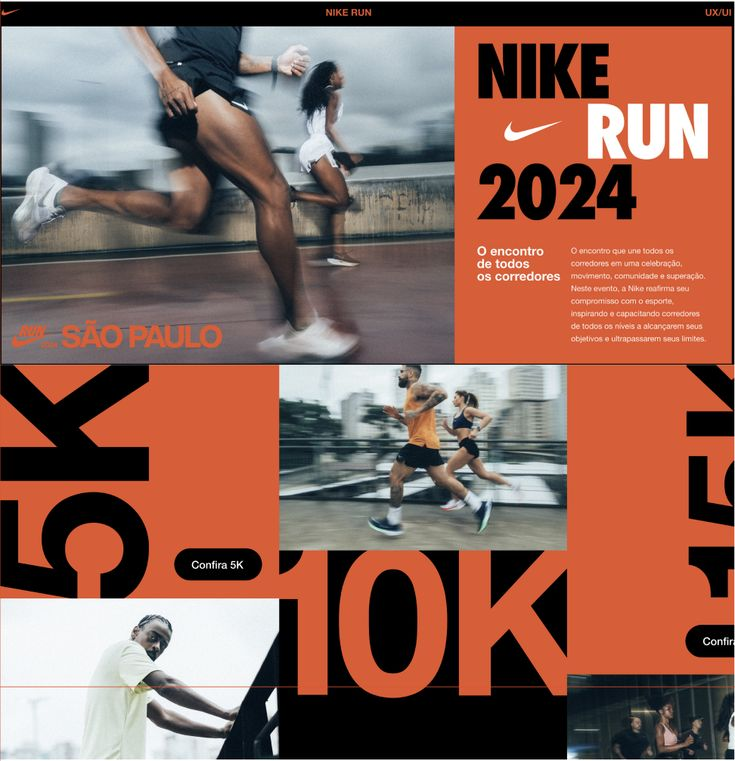 NIKE RUN
UX/UI
NIKE
RUN
2024
O encontro
de todos
os corredores
O encontro que une todos os
corredores em uma celebração,
movimento, comunidade e superação.
Neste evento, a Nike reafirma seu
compromisso com o esporte,
inspirando e capacitando corredores
de todos os níveis a alcançarem seus
objetivos e ultrapassarem seus limites.
RUN
SÃO PAULO
5K
Confira 5K
10K
15K
Confira